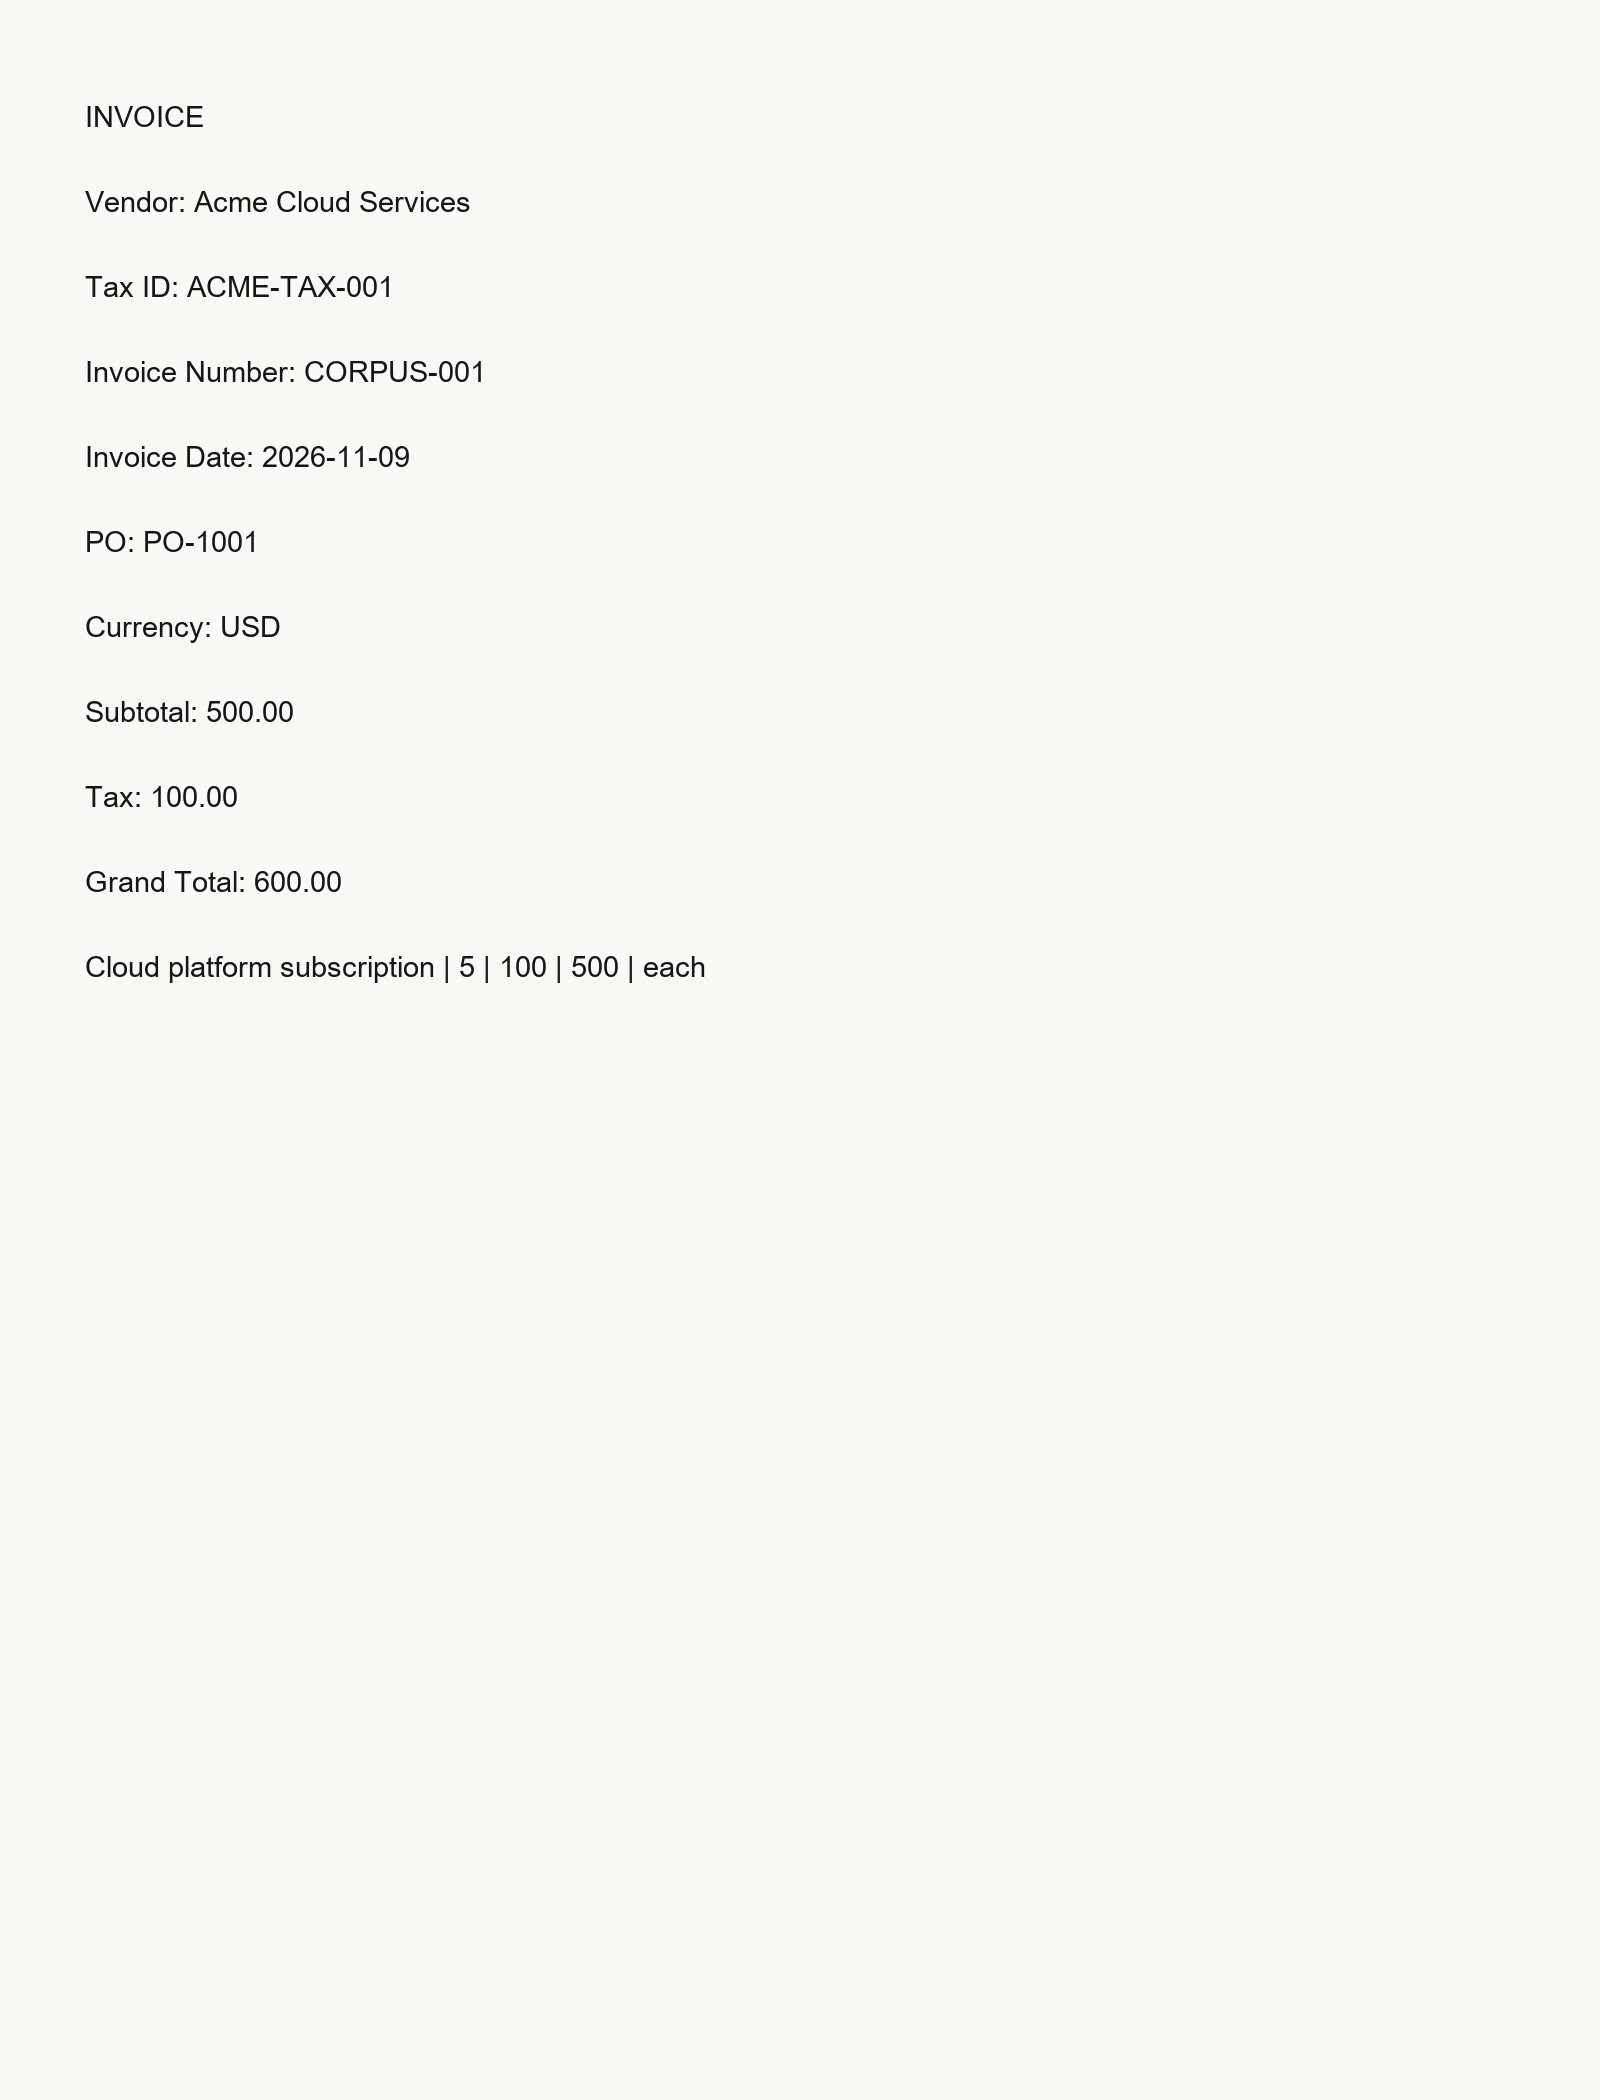 INVOICE
Vendor: Acme Cloud Services
Tax ID: ACME-TAX-001
Invoice Number: CORPUS-001
Invoice Date: 2026-11-09
PO: PO-1001
Currency: USD
Subtotal: 500.00
Tax: 100.00
Grand Total: 600.00
Cloud platform subscription | 5 | 100 | 500 | each